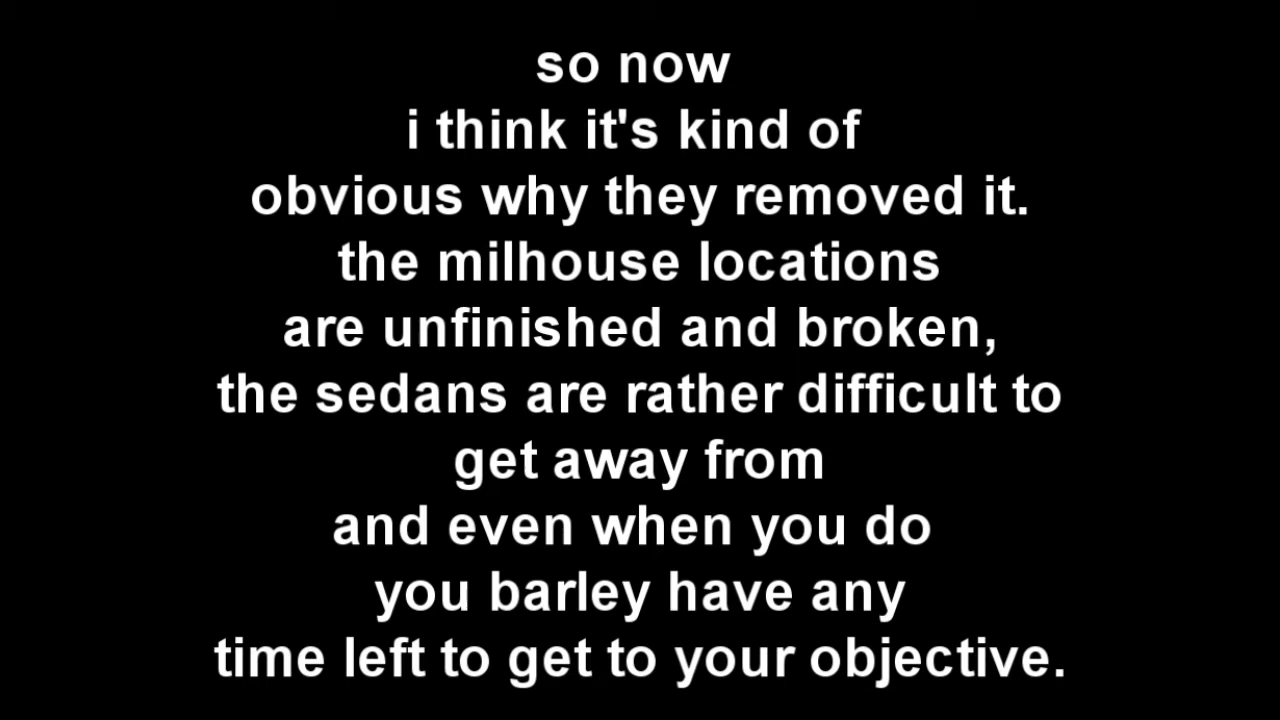 so now
i think it's kind of
obvious why they removed it.
the milhouse locations
are unfinished and broken,
the sedans are rather difficult to
get away from
and even when you do
you barley have any
time left to get to your objective.